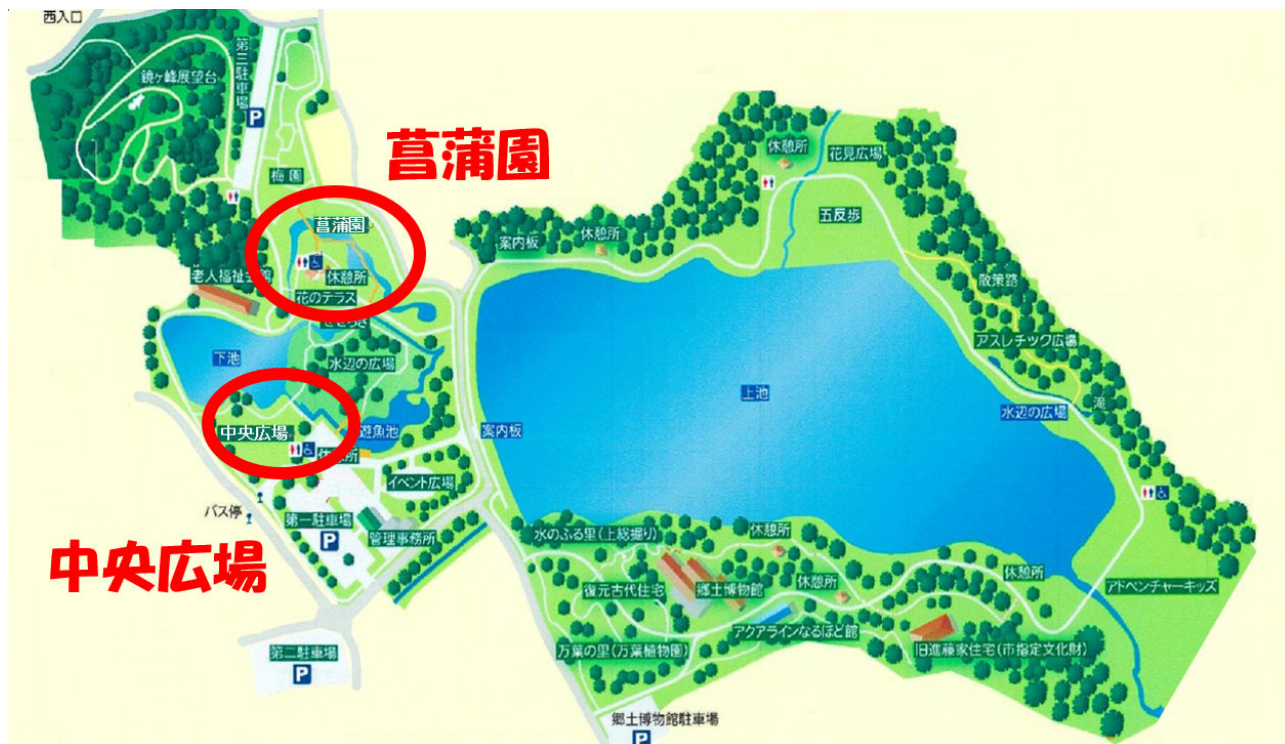 西入口
第三駐車場
鏡ヶ峰展望台
P
菖蒲園
休憩所
花見広場
梅園
菖蒲園
五反歩
案内板
休憩所
老人福祉会館
休憩所
散策路
花のテラス
せせらぎ
アスレチック広場
下池
水辺の広場
上池
滝
水辺の広場
中央広場
遊魚池
案内板
休憩所
イベント広場
バス停
第一駐車場
P
管理事務所
水のふる里(上総掘り)
休憩所
中央広場
復元古代住宅
郷土博物館
休憩所
休憩所
アドベンチャーキッズ
アクアラインなるほど館
第二駐車場
P
万葉の里(万葉植物園)
旧進藤家住宅(市指定文化財)
郷土博物館駐車場
P